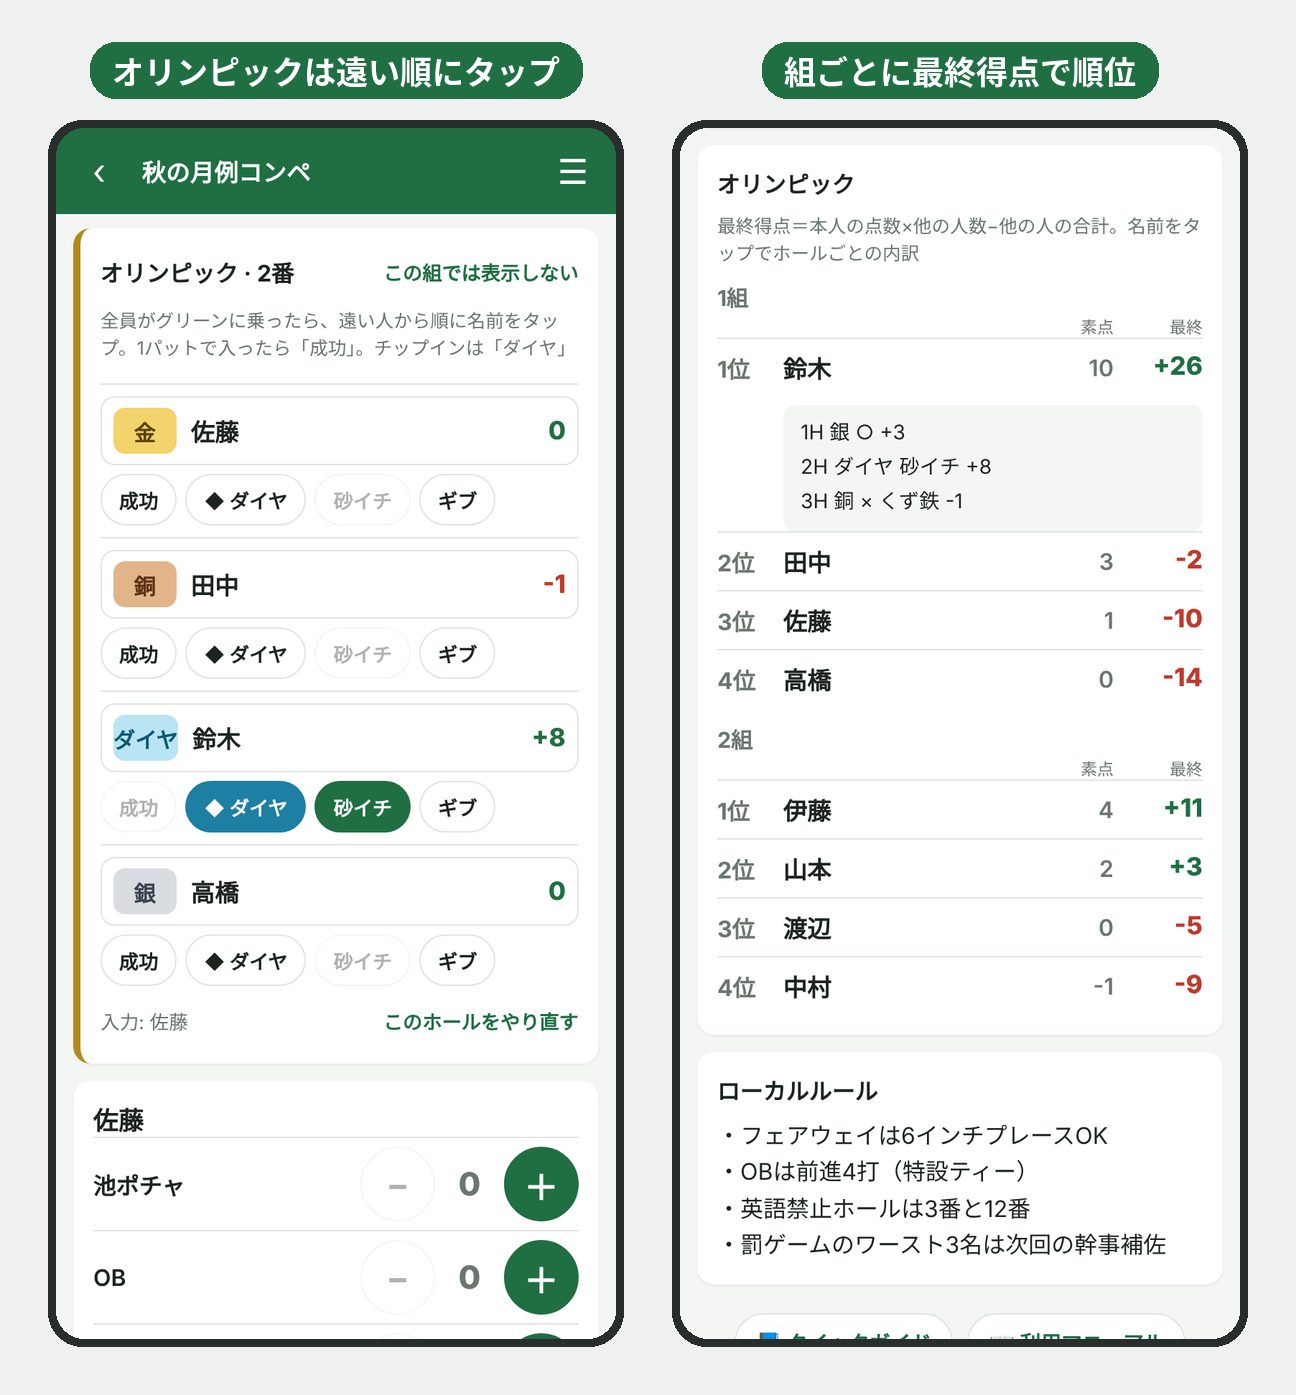 オリンピックは遠い順にタップ
‹ 秋の月例コンペ ☰
オリンピック · 2番 この組では表示しない
全員がグリーンに乗ったら、遠い人から順に名前をタッ
プ。1パットで入ったら「成功」。チップインは「ダイヤ」
金 佐藤 0
成功 ◆ ダイヤ 砂イチ ギブ
銅 田中 -1
成功 ◆ ダイヤ 砂イチ ギブ
ダイヤ 鈴木 +8
成功 ◆ ダイヤ 砂イチ ギブ
銀 高橋 0
成功 ◆ ダイヤ 砂イチ ギブ
入力: 佐藤 このホールをやり直す
佐藤
池ポチャ − 0 +
OB − 0 +
組ごとに最終得点で順位
オリンピック
最終得点＝本人の点数×他の人数−他の人の合計。名前をタ
ップでホールごとの内訳
1組
素点 最終
1位 鈴木 10 +26
1H 銀 ○ +3
2H ダイヤ 砂イチ +8
3H 銅 × くず鉄 -1
2位 田中 3 -2
3位 佐藤 1 -10
4位 高橋 0 -14
2組
素点 最終
1位 伊藤 4 +11
2位 山本 2 +3
3位 渡辺 0 -5
4位 中村 -1 -9
ローカルルール
・フェアウェイは6インチプレースOK
・OBは前進4打（特設ティー）
・英語禁止ホールは3番と12番
・罰ゲームのワースト3名は次回の幹事補佐